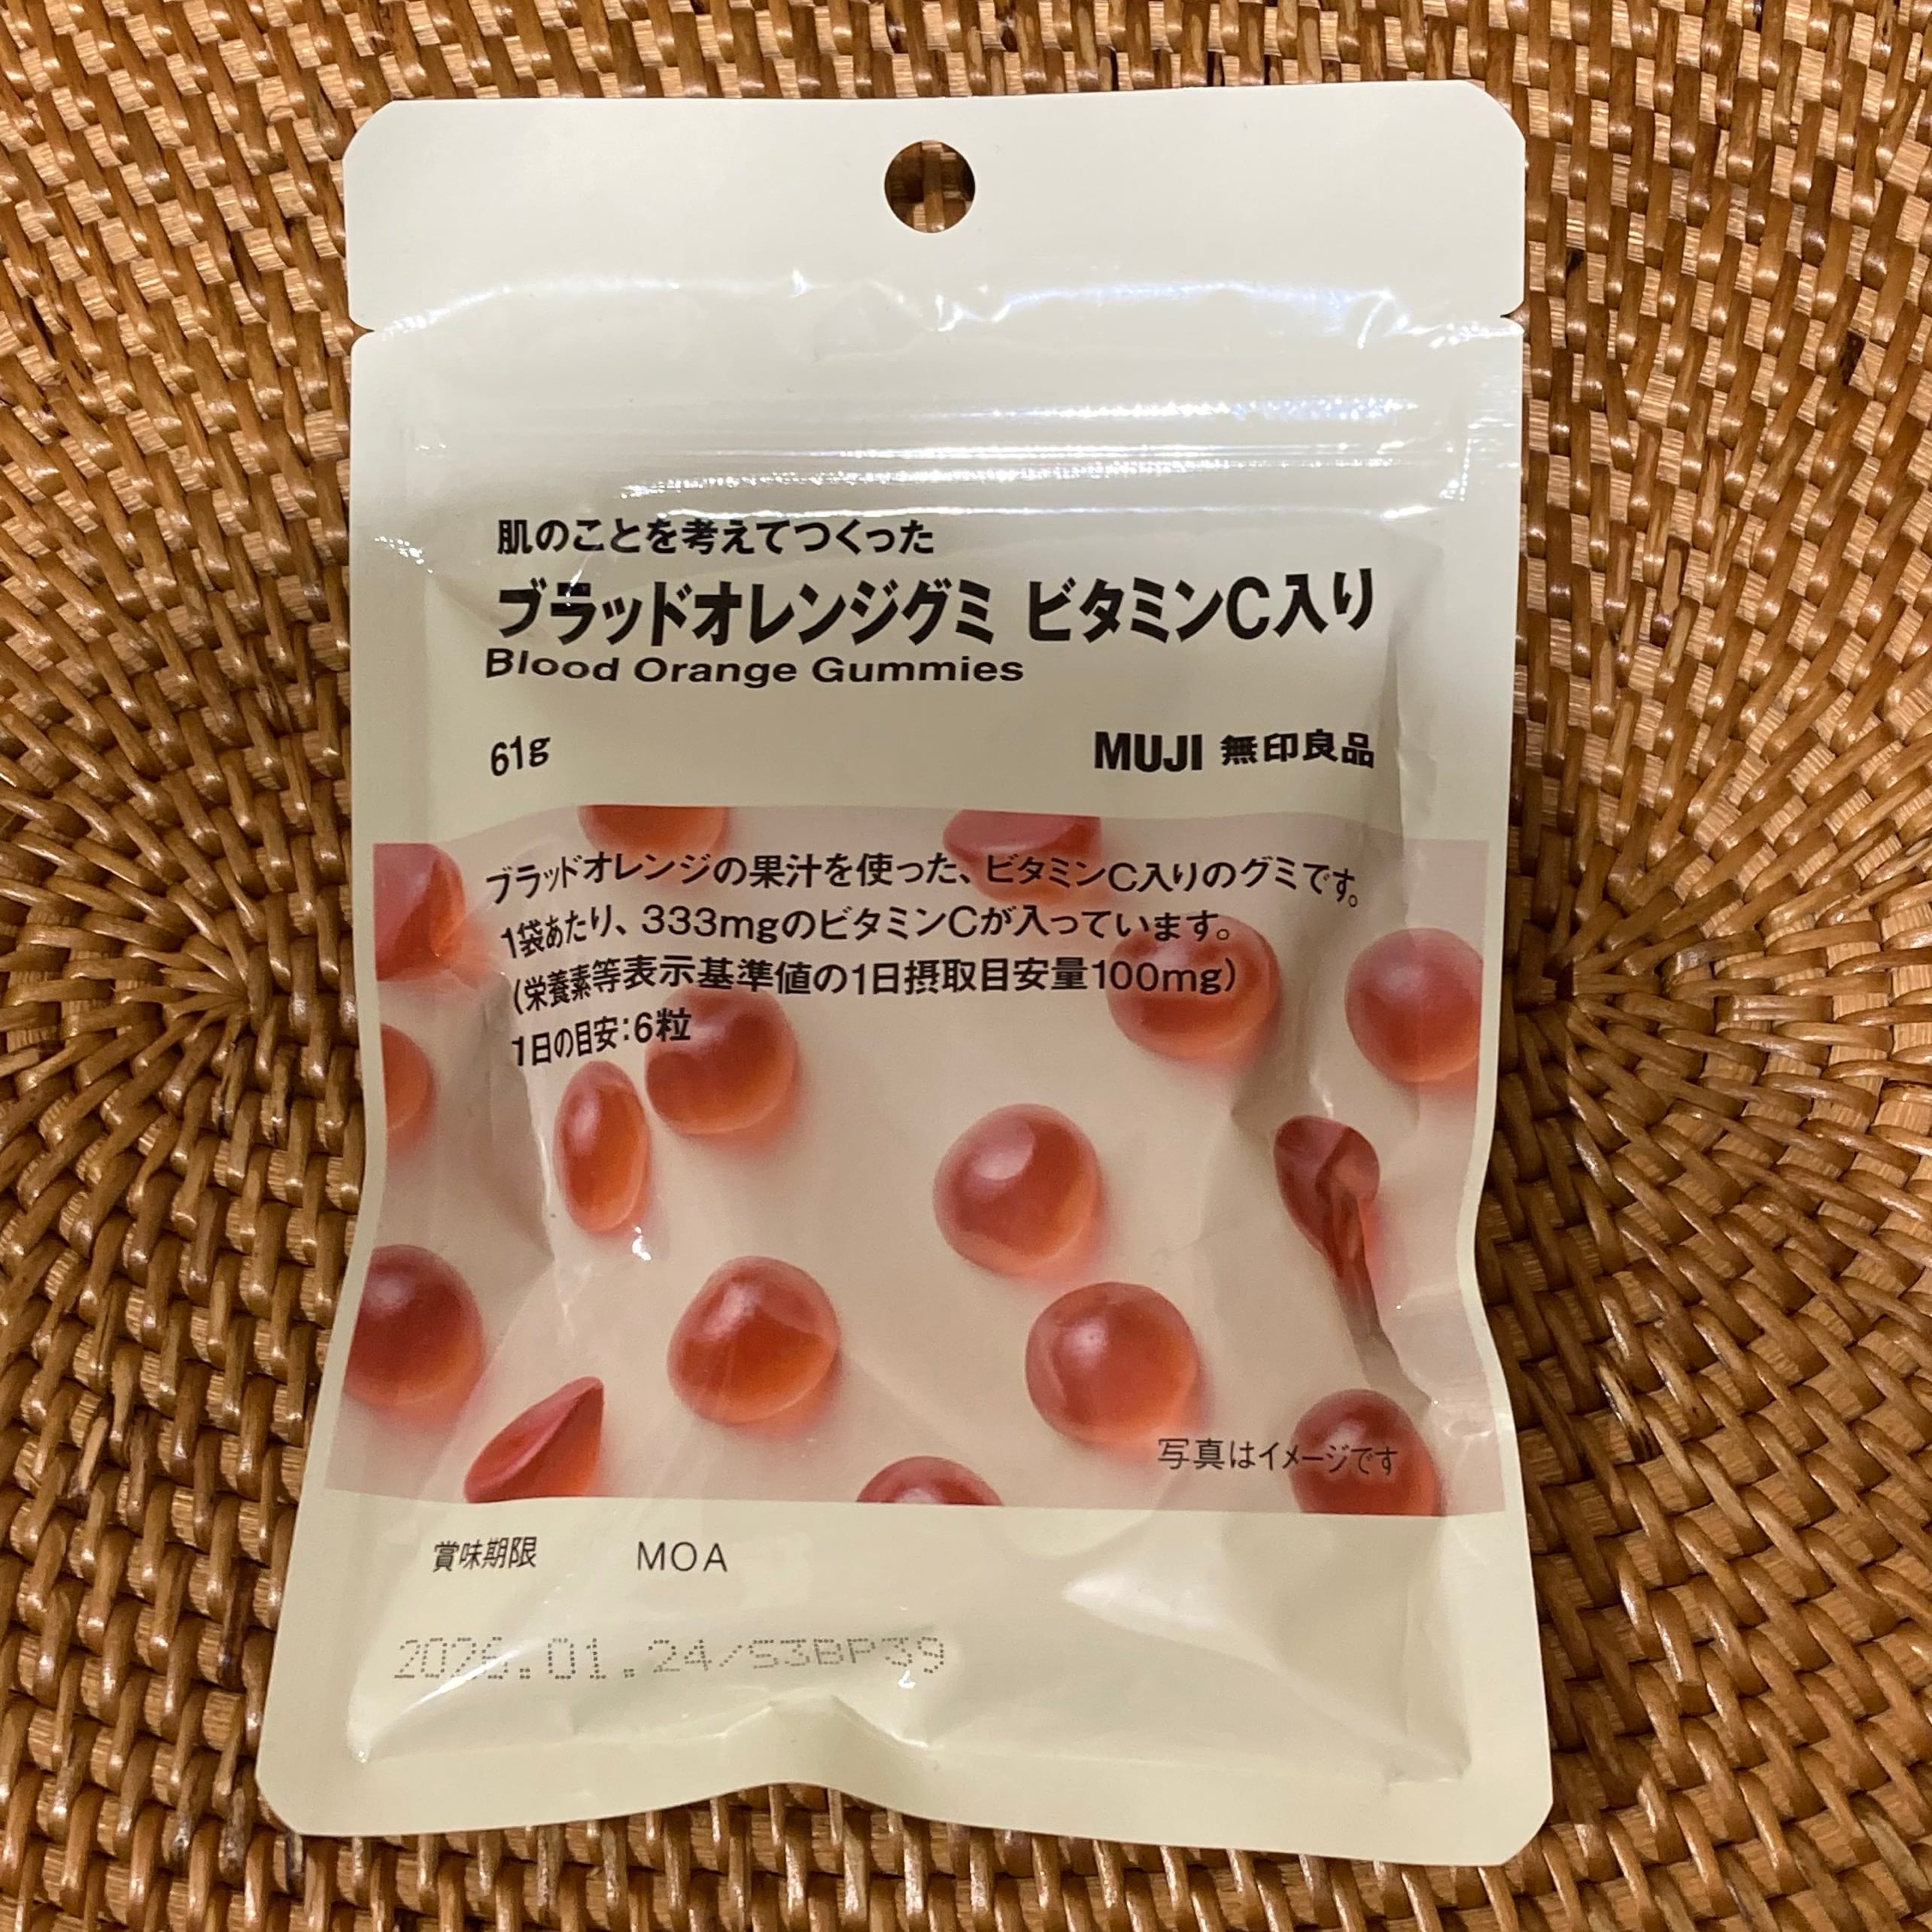 肌のことを考えてつくった
ブラッドオレンジグミ ビタミンC入り
Blood Orange Gummies
61g
MUJI 無印良品
ブラッドオレンジの果汁を使った、ビタミンC入りのグミです。
1袋あたり、333mgのビタミンCが入っています。
(栄養素等表示基準値の1日摂取目安量100mg)
1日の目安:6粒
写真はイメージです
賞味期限 MOA
2026.01.24/S3BP39